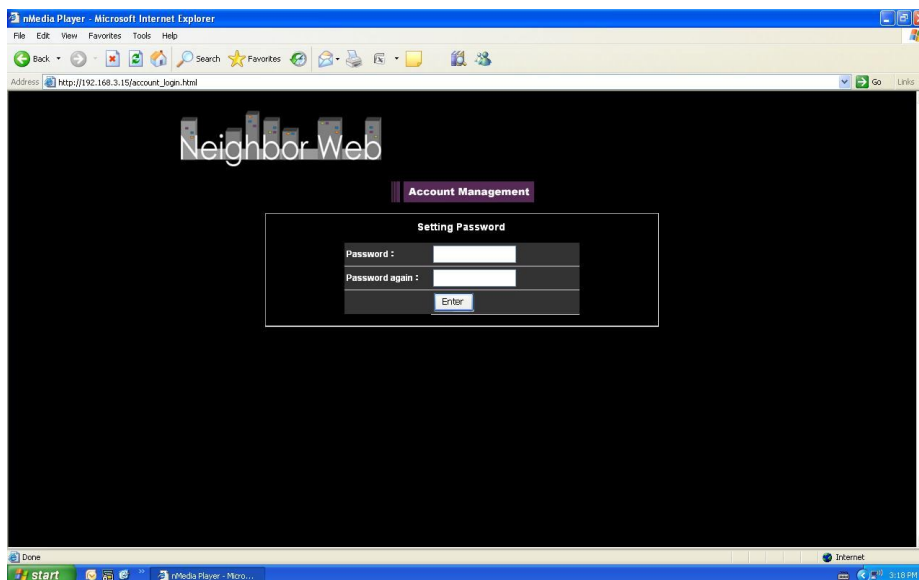 nMedia Player - Microsoft Internet Explorer
File Edit View Favorites Tools Help
Back Search Favorites
Address http://192.168.3.15/account_login.html Go Links
Neighbor Web
Account Management
Setting Password
Password :
Password again :
Enter
Done Internet
start nMedia Player - Micro... 3:18 PM